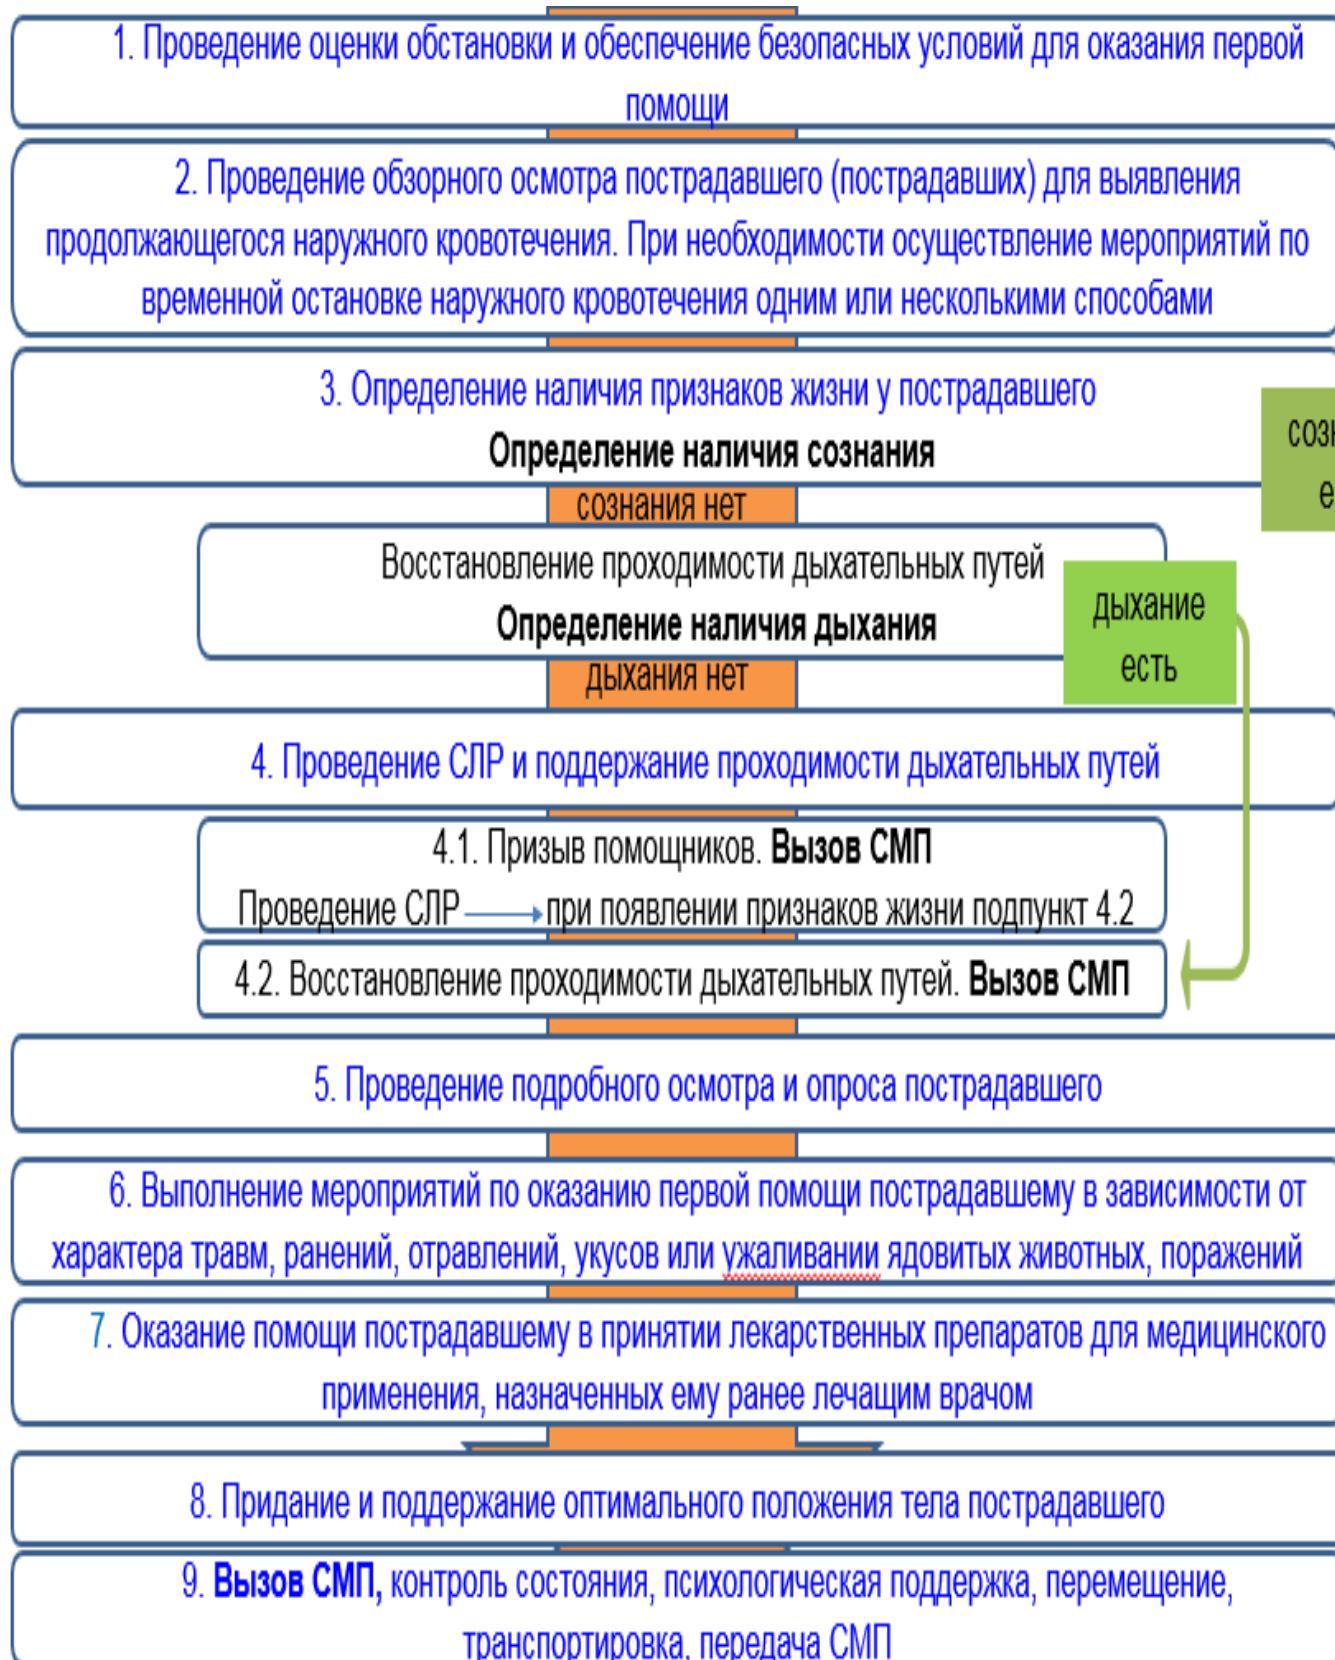 1. Проведение оценки обстановки и обеспечение безопасных условий для оказания первой
помощи
2. Проведение обзорного осмотра пострадавшего (пострадавших) для выявления
продолжающегося наружного кровотечения. При необходимости осуществление мероприятий по
временной остановке наружного кровотечения одним или несколькими способами
3. Определение наличия признаков жизни у пострадавшего
Определение наличия сознания
сознания нет
Восстановление проходимости дыхательных путей
Определение наличия дыхания
дыхание
есть
дыхания нет
4. Проведение СЛР и поддержание проходимости дыхательных путей
4.1. Призыв помощников. Вызов СМП
Проведение СЛР → при появлении признаков жизни подпункт 4.2
4.2. Восстановление проходимости дыхательных путей. Вызов СМП
5. Проведение подробного осмотра и опроса пострадавшего
6. Выполнение мероприятий по оказанию первой помощи пострадавшему в зависимости от
характера травм, ранений, отравлений, укусов или ужаливании ядовитых животных, поражений
7. Оказание помощи пострадавшему в принятии лекарственных препаратов для медицинского
применения, назначенных ему ранее лечащим врачом
8. Придание и поддержание оптимального положения тела пострадавшего
9. Вызов СМП, контроль состояния, психологическая поддержка, перемещение,
транспортировка, передача СМП